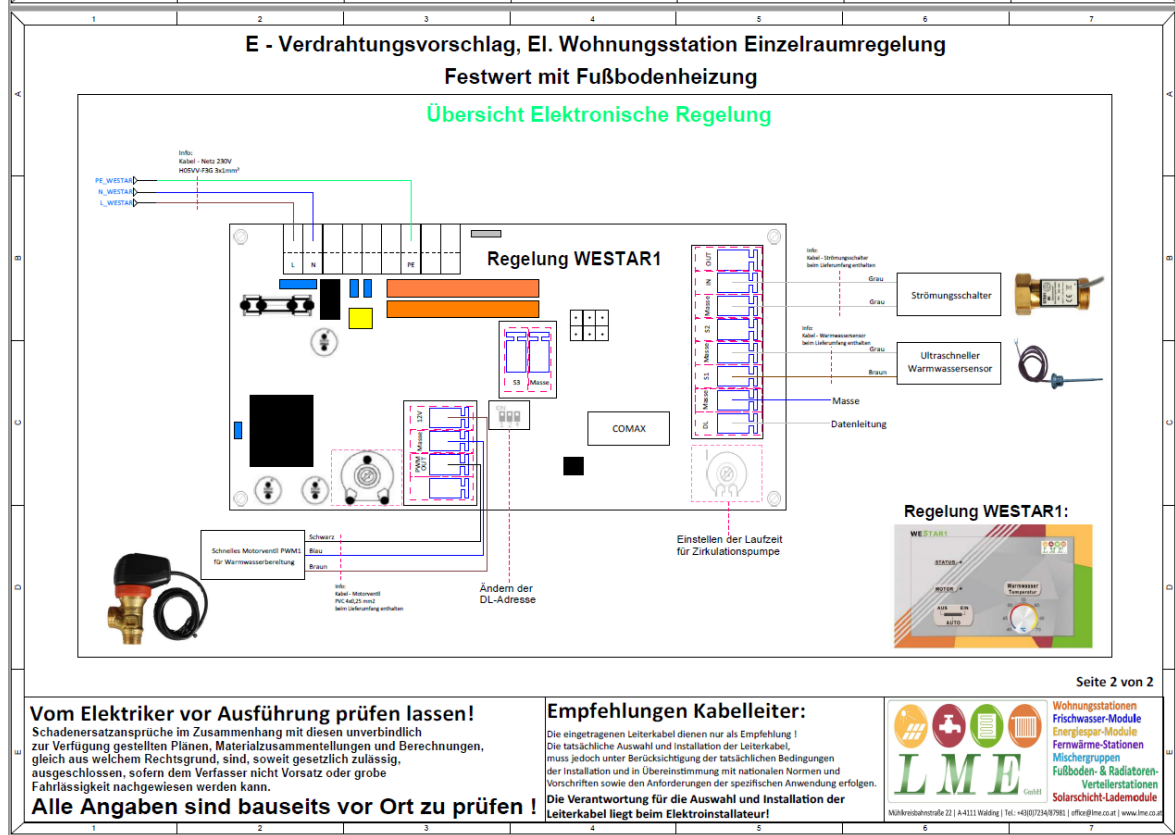 1 2 3 4 5 6 7
E - Verdrahtungsvorschlag, El. Wohnungsstation Einzelraumregelung
Festwert mit Fußbodenheizung
Übersicht Elektronische Regelung
A
B
C
D
E
A
B
C
D
E
Info:
Kabel - Netz 230V
H05VV-F3G 3x1mm²
PE_WESTAR
N_WESTAR
L_WESTAR
L N PE
Regelung WESTAR1
OUT
IN
Masse
S2
Masse
S1
Masse
DL
Info:
Kabel - Strömungsschalter
beim Lieferumfang enthalten
Grau
Grau
Strömungsschalter
Info:
Kabel - Warmwassersensor
beim Lieferumfang enthalten
Grau
Braun
Ultraschneller
Warmwassersensor
Masse
Datenleitung
S3 Masse
ON
COMAX
12V
Masse
PWM
OUT
Schnelles Motorventil PWM1
für Warmwasserbereitung
Schwarz
Blau
Braun
Info:
Kabel - Motorventil
PVC 4x0,25 mm2
beim Lieferumfang enthalten
Ändern der
DL-Adresse
Einstellen der Laufzeit
für Zirkulationspumpe
Regelung WESTAR1:
WESTAR1
LME
STATUS
MOTOR
AUS EIN
AUTO
Warmwasser
Temperatur
°C
Seite 2 von 2
Vom Elektriker vor Ausführung prüfen lassen!
Schadenersatzansprüche im Zusammenhang mit diesen unverbindlich
zur Verfügung gestellten Plänen, Materialzusammentellungen und Berechnungen,
gleich aus welchem Rechtsgrund, sind, soweit gesetzlich zulässig,
ausgeschlossen, sofern dem Verfasser nicht Vorsatz oder grobe
Fahrlässigkeit nachgewiesen werden kann.
Alle Angaben sind bauseits vor Ort zu prüfen !
Empfehlungen Kabelleiter:
Die eingetragenen Leiterkabel dienen nur als Empfehlung !
Die tatsächliche Auswahl und Installation der Leiterkabel,
muss jedoch unter Berücksichtigung der tatsächlichen Bedingungen
der Installation und in Übereinstimmung mit nationalen Normen und
Vorschriften sowie den Anforderungen der spezifischen Anwendung erfolgen.
Die Verantwortung für die Auswahl und Installation der
Leiterkabel liegt beim Elektroinstallateur!
LME GmbH
Wohnungsstationen
Frischwasser-Module
Energiespar-Module
Fernwärme-Stationen
Mischergruppen
Fußboden- & Radiatoren-
Verteilerstationen
Solarschicht-Lademodule
Mühlkreisbahnstraße 22 | A-4111 Walding | Tel.: +43(0)7234/87981 | office@lme.co.at | www.lme.co.at
1 2 3 4 5 6 7